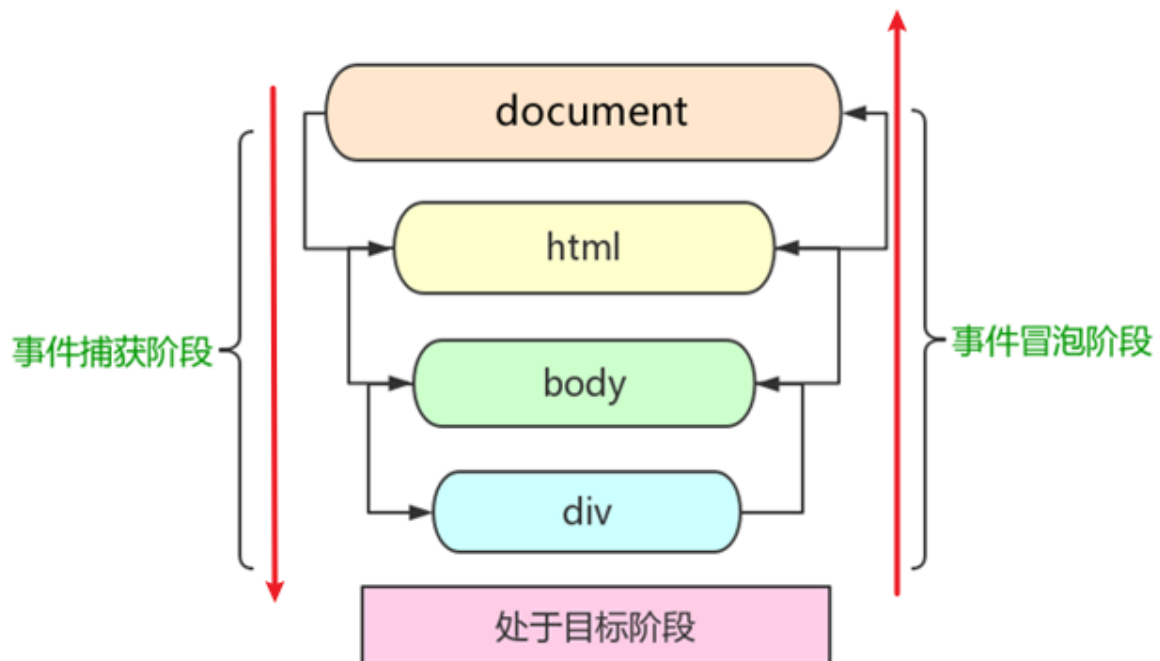 document
html
事件捕获阶段
事件冒泡阶段
body
div
处于目标阶段